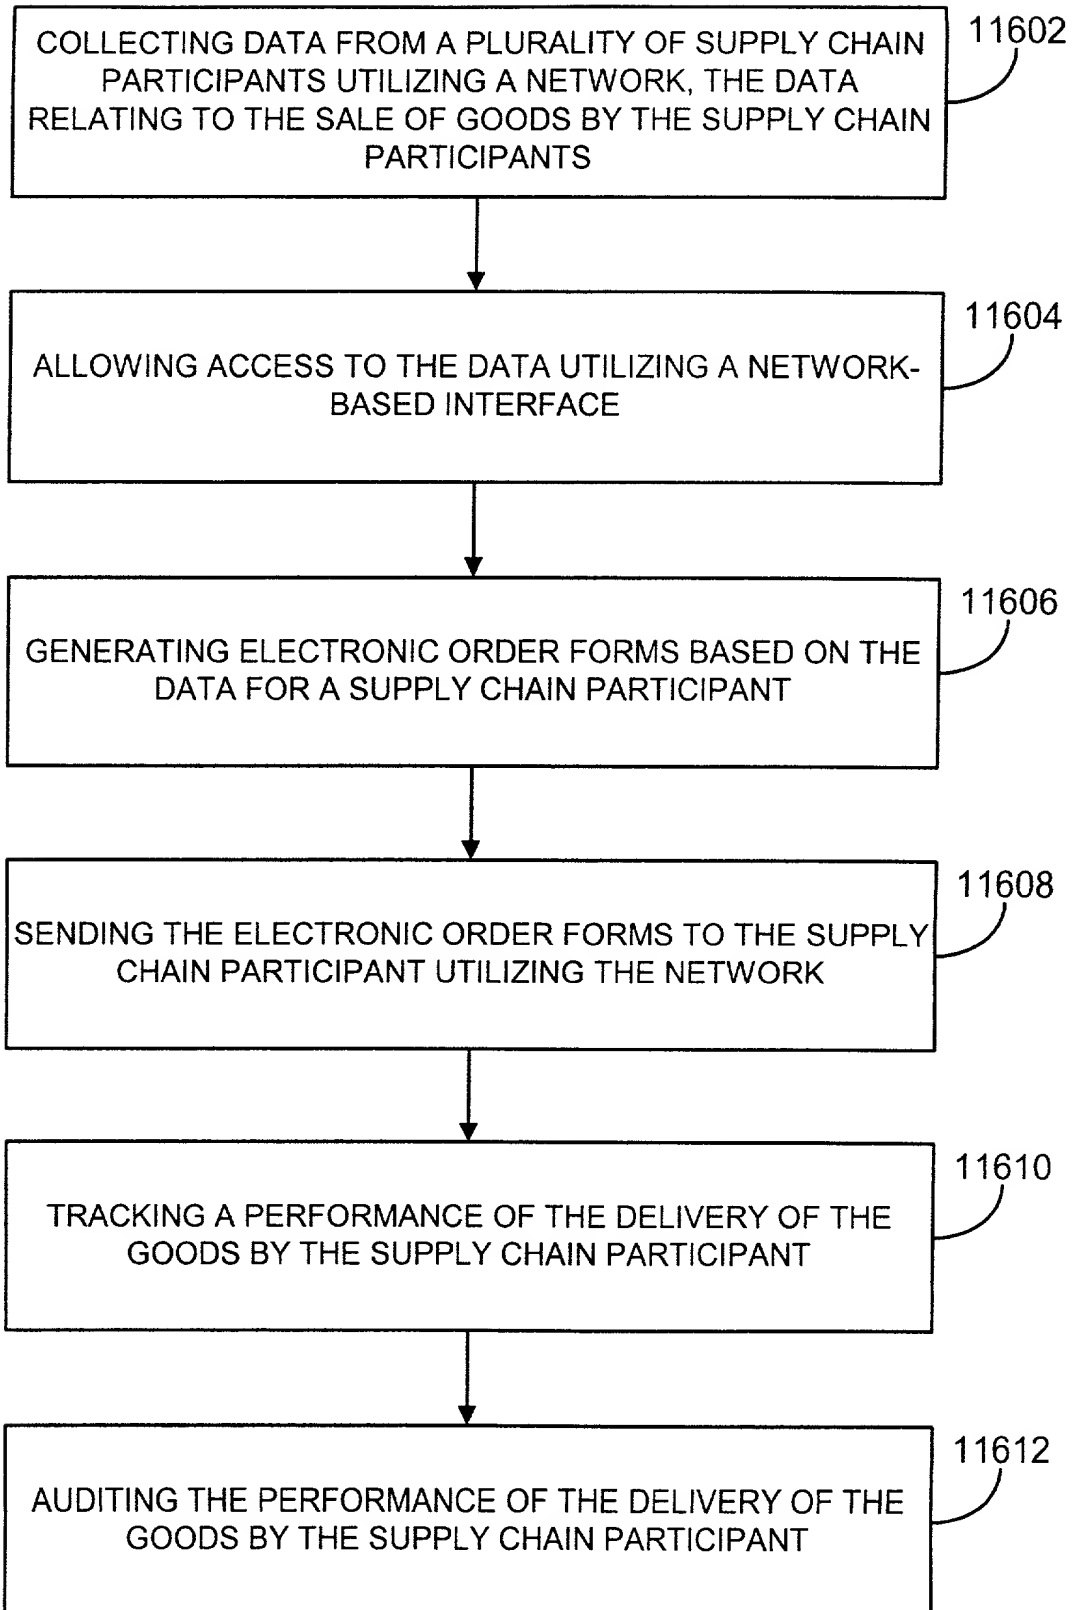 COLLECTING DATA FROM A PLURALITY OF SUPPLY CHAIN
PARTICIPANTS UTILIZING A NETWORK, THE DATA
RELATING TO THE SALE OF GOODS BY THE SUPPLY CHAIN
PARTICIPANTS
11602
ALLOWING ACCESS TO THE DATA UTILIZING A NETWORK-
BASED INTERFACE
11604
GENERATING ELECTRONIC ORDER FORMS BASED ON THE
DATA FOR A SUPPLY CHAIN PARTICIPANT
11606
SENDING THE ELECTRONIC ORDER FORMS TO THE SUPPLY
CHAIN PARTICIPANT UTILIZING THE NETWORK
11608
TRACKING A PERFORMANCE OF THE DELIVERY OF THE
GOODS BY THE SUPPLY CHAIN PARTICIPANT
11610
AUDITING THE PERFORMANCE OF THE DELIVERY OF THE
GOODS BY THE SUPPLY CHAIN PARTICIPANT
11612